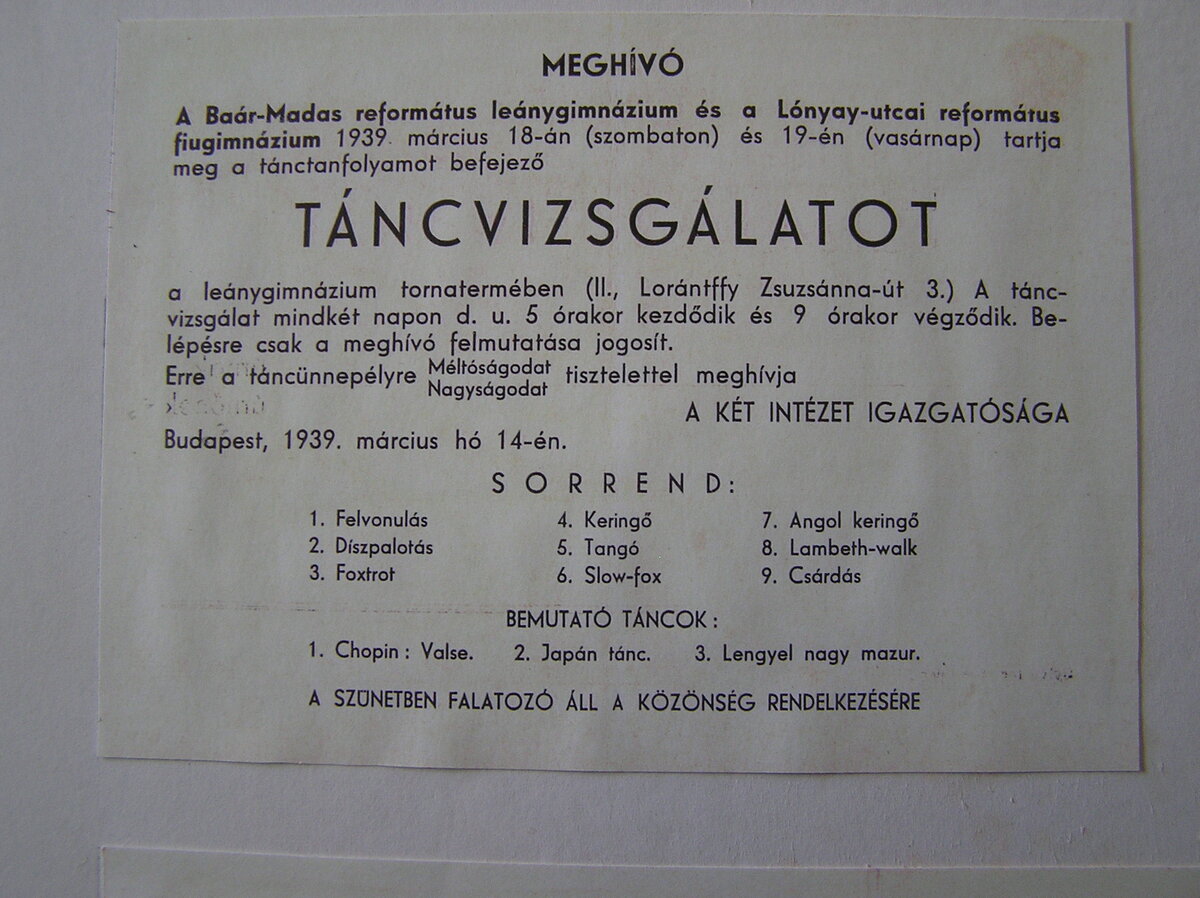 MEGHÍVÓ
A Baár-Madas református leánygimnázium és a Lónyay-utcai református
fiugimnázium 1939. március 18-án (szombaton) és 19-én (vasárnap) tartja
meg a tánctanfolyamot befejező
TÁNCVIZSGÁLATOT
a leánygimnázium tornatermében (II., Lorántffy Zsuzsánna-út 3.) A tánc-
vizsgálat mindkét napon d. u. 5 órakor kezdődik és 9 órakor végződik. Be-
lépésre csak a meghívó felmutatása jogosít.
Erre a táncünnepélyre Méltóságodat
Nagyságodat tisztelettel meghívja
A KÉT INTÉZET IGAZGATÓSÁGA
Budapest, 1939. március hó 14-én.
SORREND:
1. Felvonulás 4. Keringő 7. Angol keringő
2. Díszpalotás 5. Tangó 8. Lambeth-walk
3. Foxtrot 6. Slow-fox 9. Csárdás
BEMUTATÓ TÁNCOK:
1. Chopin: Valse. 2. Japán tánc. 3. Lengyel nagy mazur.
A SZÜNETBEN FALATOZÓ ÁLL A KÖZÖNSÉG RENDELKEZÉSÉRE